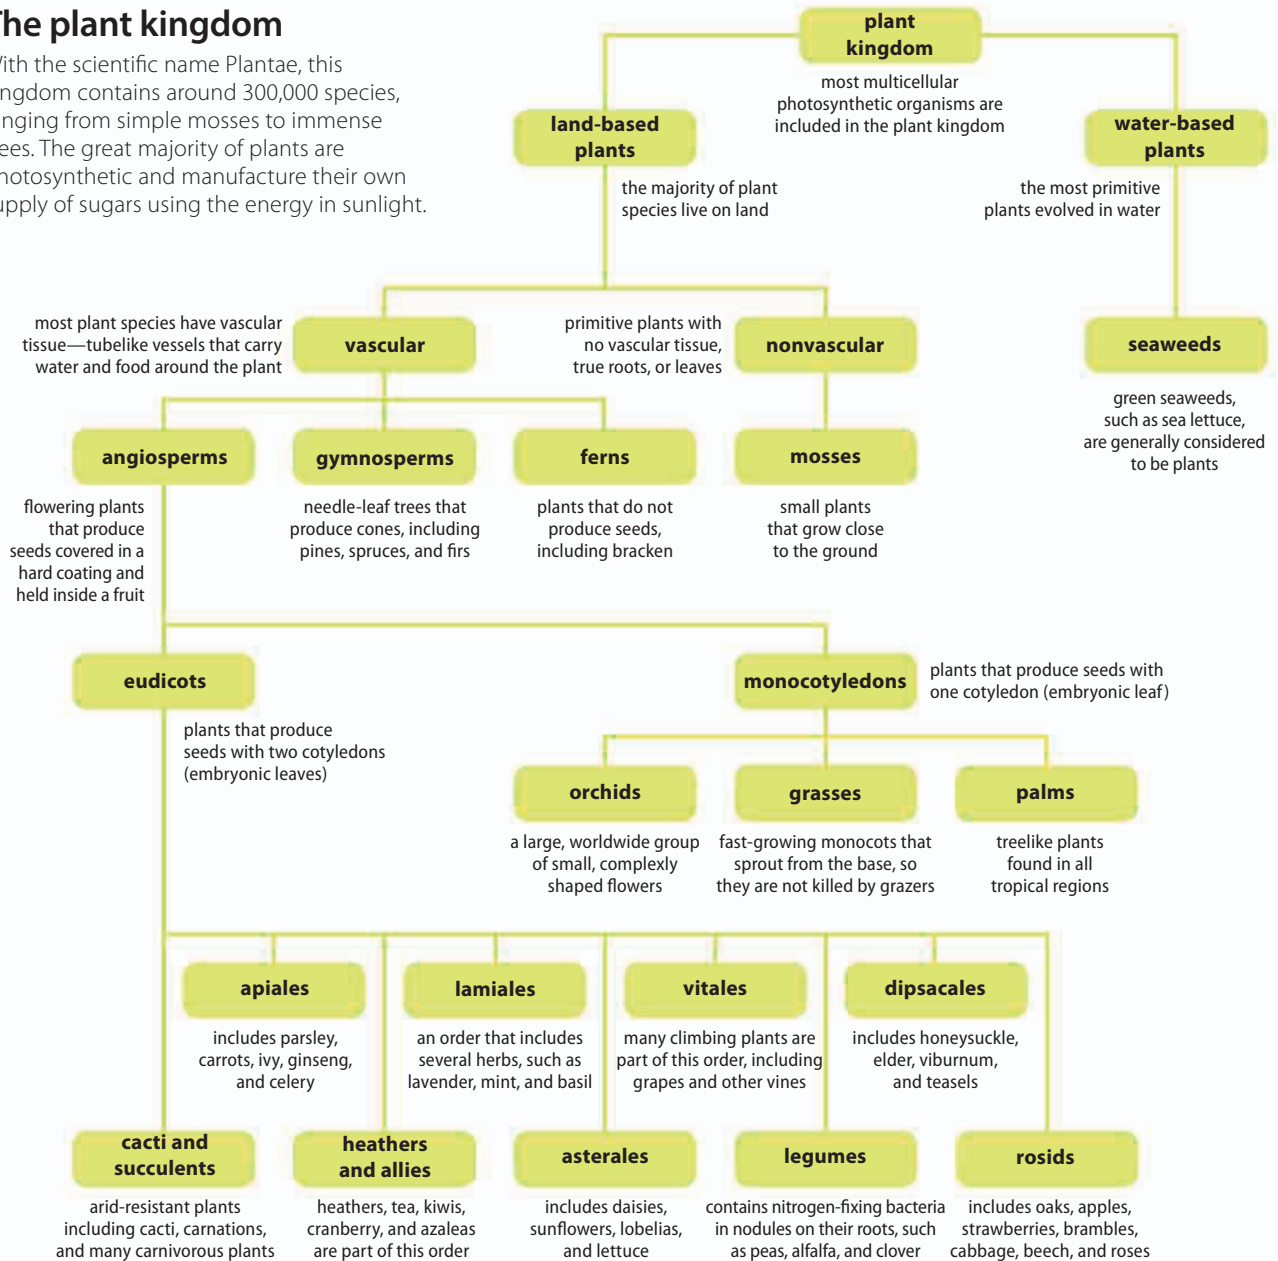 The plant kingdom
With the scientific name Plantae, this
kingdom contains around 300,000 species,
ranging from simple mosses to immense
trees. The great majority of plants are
photosynthetic and manufacture their own
supply of sugars using the energy in sunlight.
plant
kingdom
most multicellular
photosynthetic organisms are
included in the plant kingdom
land-based
plants
the majority of plant
species live on land
water-based
plants
the most primitive
plants evolved in water
most plant species have vascular
tissue—tubelike vessels that carry
water and food around the plant
vascular
primitive plants with
no vascular tissue,
true roots, or leaves
nonvascular
seaweeds
green seaweeds,
such as sea lettuce,
are generally considered
to be plants
angiosperms
flowering plants
that produce
seeds covered in a
hard coating and
held inside a fruit
gymnosperms
needle-leaf trees that
produce cones, including
pines, spruces, and firs
ferns
plants that do not
produce seeds,
including bracken
mosses
small plants
that grow close
to the ground
eudicots
plants that produce
seeds with two cotyledons
(embryonic leaves)
monocotyledons
plants that produce seeds with
one cotyledon (embryonic leaf)
orchids
a large, worldwide group
of small, complexly
shaped flowers
grasses
fast-growing monocots that
sprout from the base, so
they are not killed by grazers
palms
treelike plants
found in all
tropical regions
apiales
includes parsley,
carrots, ivy, ginseng,
and celery
lamiales
an order that includes
several herbs, such as
lavender, mint, and basil
vitales
many climbing plants are
part of this order, including
grapes and other vines
dipsacales
includes honeysuckle,
elder, viburnum,
and teasels
cacti and
succulents
arid-resistant plants
including cacti, carnations,
and many carnivorous plants
heathers
and allies
heathers, tea, kiwis,
cranberry, and azaleas
are part of this order
asterales
includes daisies,
sunflowers, lobelias,
and lettuce
legumes
contains nitrogen-fixing bacteria
in nodules on their roots, such
as peas, alfalfa, and clover
rosids
includes oaks, apples,
strawberries, brambles,
cabbage, beech, and roses